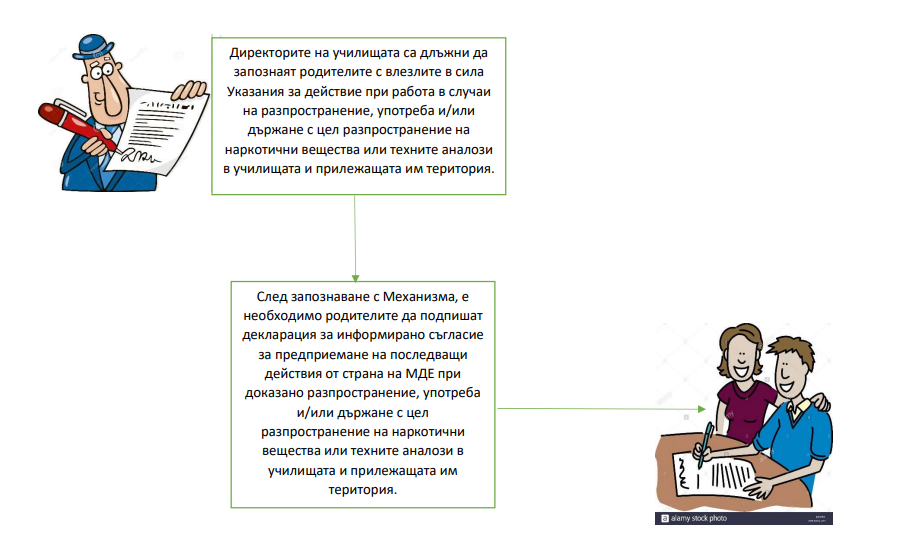 Директорите на училищата са длъжни да
запознаят родителите с влезлите в сила
Указания за действие при работа в случаи
на разпространение, употреба и/или
държане с цел разпространение на
наркотични вещества или техните аналози
в училищата и прилежащата им територия.
След запознаване с Механизма, е
необходимо родителите да подпишат
декларация за информирано съгласие
за предприемане на последващи
действия от страна на МДЕ при
доказано разпространение, употреба
и/или държане с цел
разпространение на наркотични
вещества или техните аналози в
училищата и прилежащата им
територия.
a alamy stock photo